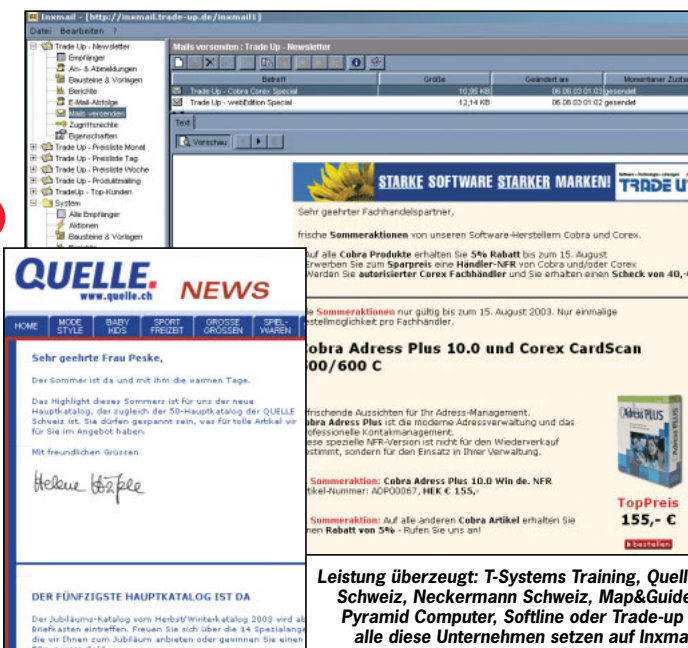 Inxmail - [http://inxmail.trade-up.de/inxmail1]
Datei Bearbeiten ?
Trade Up - Newsletter
Empfänger
An- & Abmeldungen
Bausteine & Vorlagen
Berichte
E-Mail-Abfolge
Mails versenden
Zugriffsrechte
Eigenschaften
Trade Up - Preisliste Monat
Trade Up - Preisliste Tag
Trade Up - Preisliste Woche
Trade Up - Produktmailing
TradeUp - Top-Kunden
System
Alle Empfänger
Aktionen
Bausteine & Vorlagen
Mails versenden : Trade Up - Newsletter
Betreff Größe Geändert am Momentaner Zusta
Trade Up - Cobra Corex Special 10,95 KB 06.08.03 01:03 gesendet
Trade Up - webEdition Special 12,14 KB 06.08.03 01:02 gesendet
Text
Vorschau
STARKE SOFTWARE STARKER MARKEN! TRADE U
Sehr geehrter Fachhandelspartner,
frische Sommeraktionen von unseren Software-Herstellern Cobra und Corex.
Auf alle Cobra Produkte erhalten Sie 5% Rabatt bis zum 15. August
Erwerben Sie zum Sparpreis eine Händler-NFR von Cobra und/oder Corex
Werden Sie autorisierter Corex Fachhändler und Sie erhalten einen Scheck von 40,-
e Sommeraktionen nur gültig bis zum 15. August 2003. Nur einmalige
estellmöglichkeit pro Fachhändler.
obra Adress Plus 10.0 und Corex CardScan
00/600 C
frischende Aussichten für Ihr Adress-Management.
obra Adress Plus ist die moderne Adressverwaltung und das
ofessionelle Kontakmanagement.
ese spezielle NFR-Version ist nicht für den Wiederverkauf
estimmt, sondern für den Einsatz in Ihrer Verwaltung.
Sommeraktion: Cobra Adress Plus 10.0 Win de. NFR
tikel-Nummer: ADP00067, HEK € 155,-
Sommeraktion: Auf alle anderen Cobra Artikel erhalten Sie
nen Rabatt von 5% - Rufen Sie uns an!
Adress PLUS
TopPreis
155,- €
bestellen
QUELLE.
www.quelle.ch
NEWS
HOME MODE STYLE BABY KIDS SPORT FREIZEIT GROSSE GRÖSSEN SPIEL- WAREN
Sehr geehrte Frau Peske,
Der Sommer ist da und mit ihm die warmen Tage.
Das Highlight dieses Sommers ist für uns der neue
Hauptkatalog, der zugleich der 50-Hauptkatalog der QUELLE
Schweiz ist. Sie dürfen gespannt sein, was für tolle Artikel wir
für Sie im Angebot haben.
Mit freundlichen Grüssen
DER FÜNFZIGSTE HAUPTKATALOG IST DA
Der Jubiläums-Katalog vom Herbst/Winterkatalog 2003 wird ab
Briefkasten eintreffen. Freuen Sie sich über die 14 Spezialange
die wir Ihnen zum Jubiläum anbieten oder gewinnen Sie einen
Leistung überzeugt: T-Systems Training, Quell
Schweiz, Neckermann Schweiz, Map&Guide
Pyramid Computer, Softline oder Trade-up
alle diese Unternehmen setzen auf Inxma